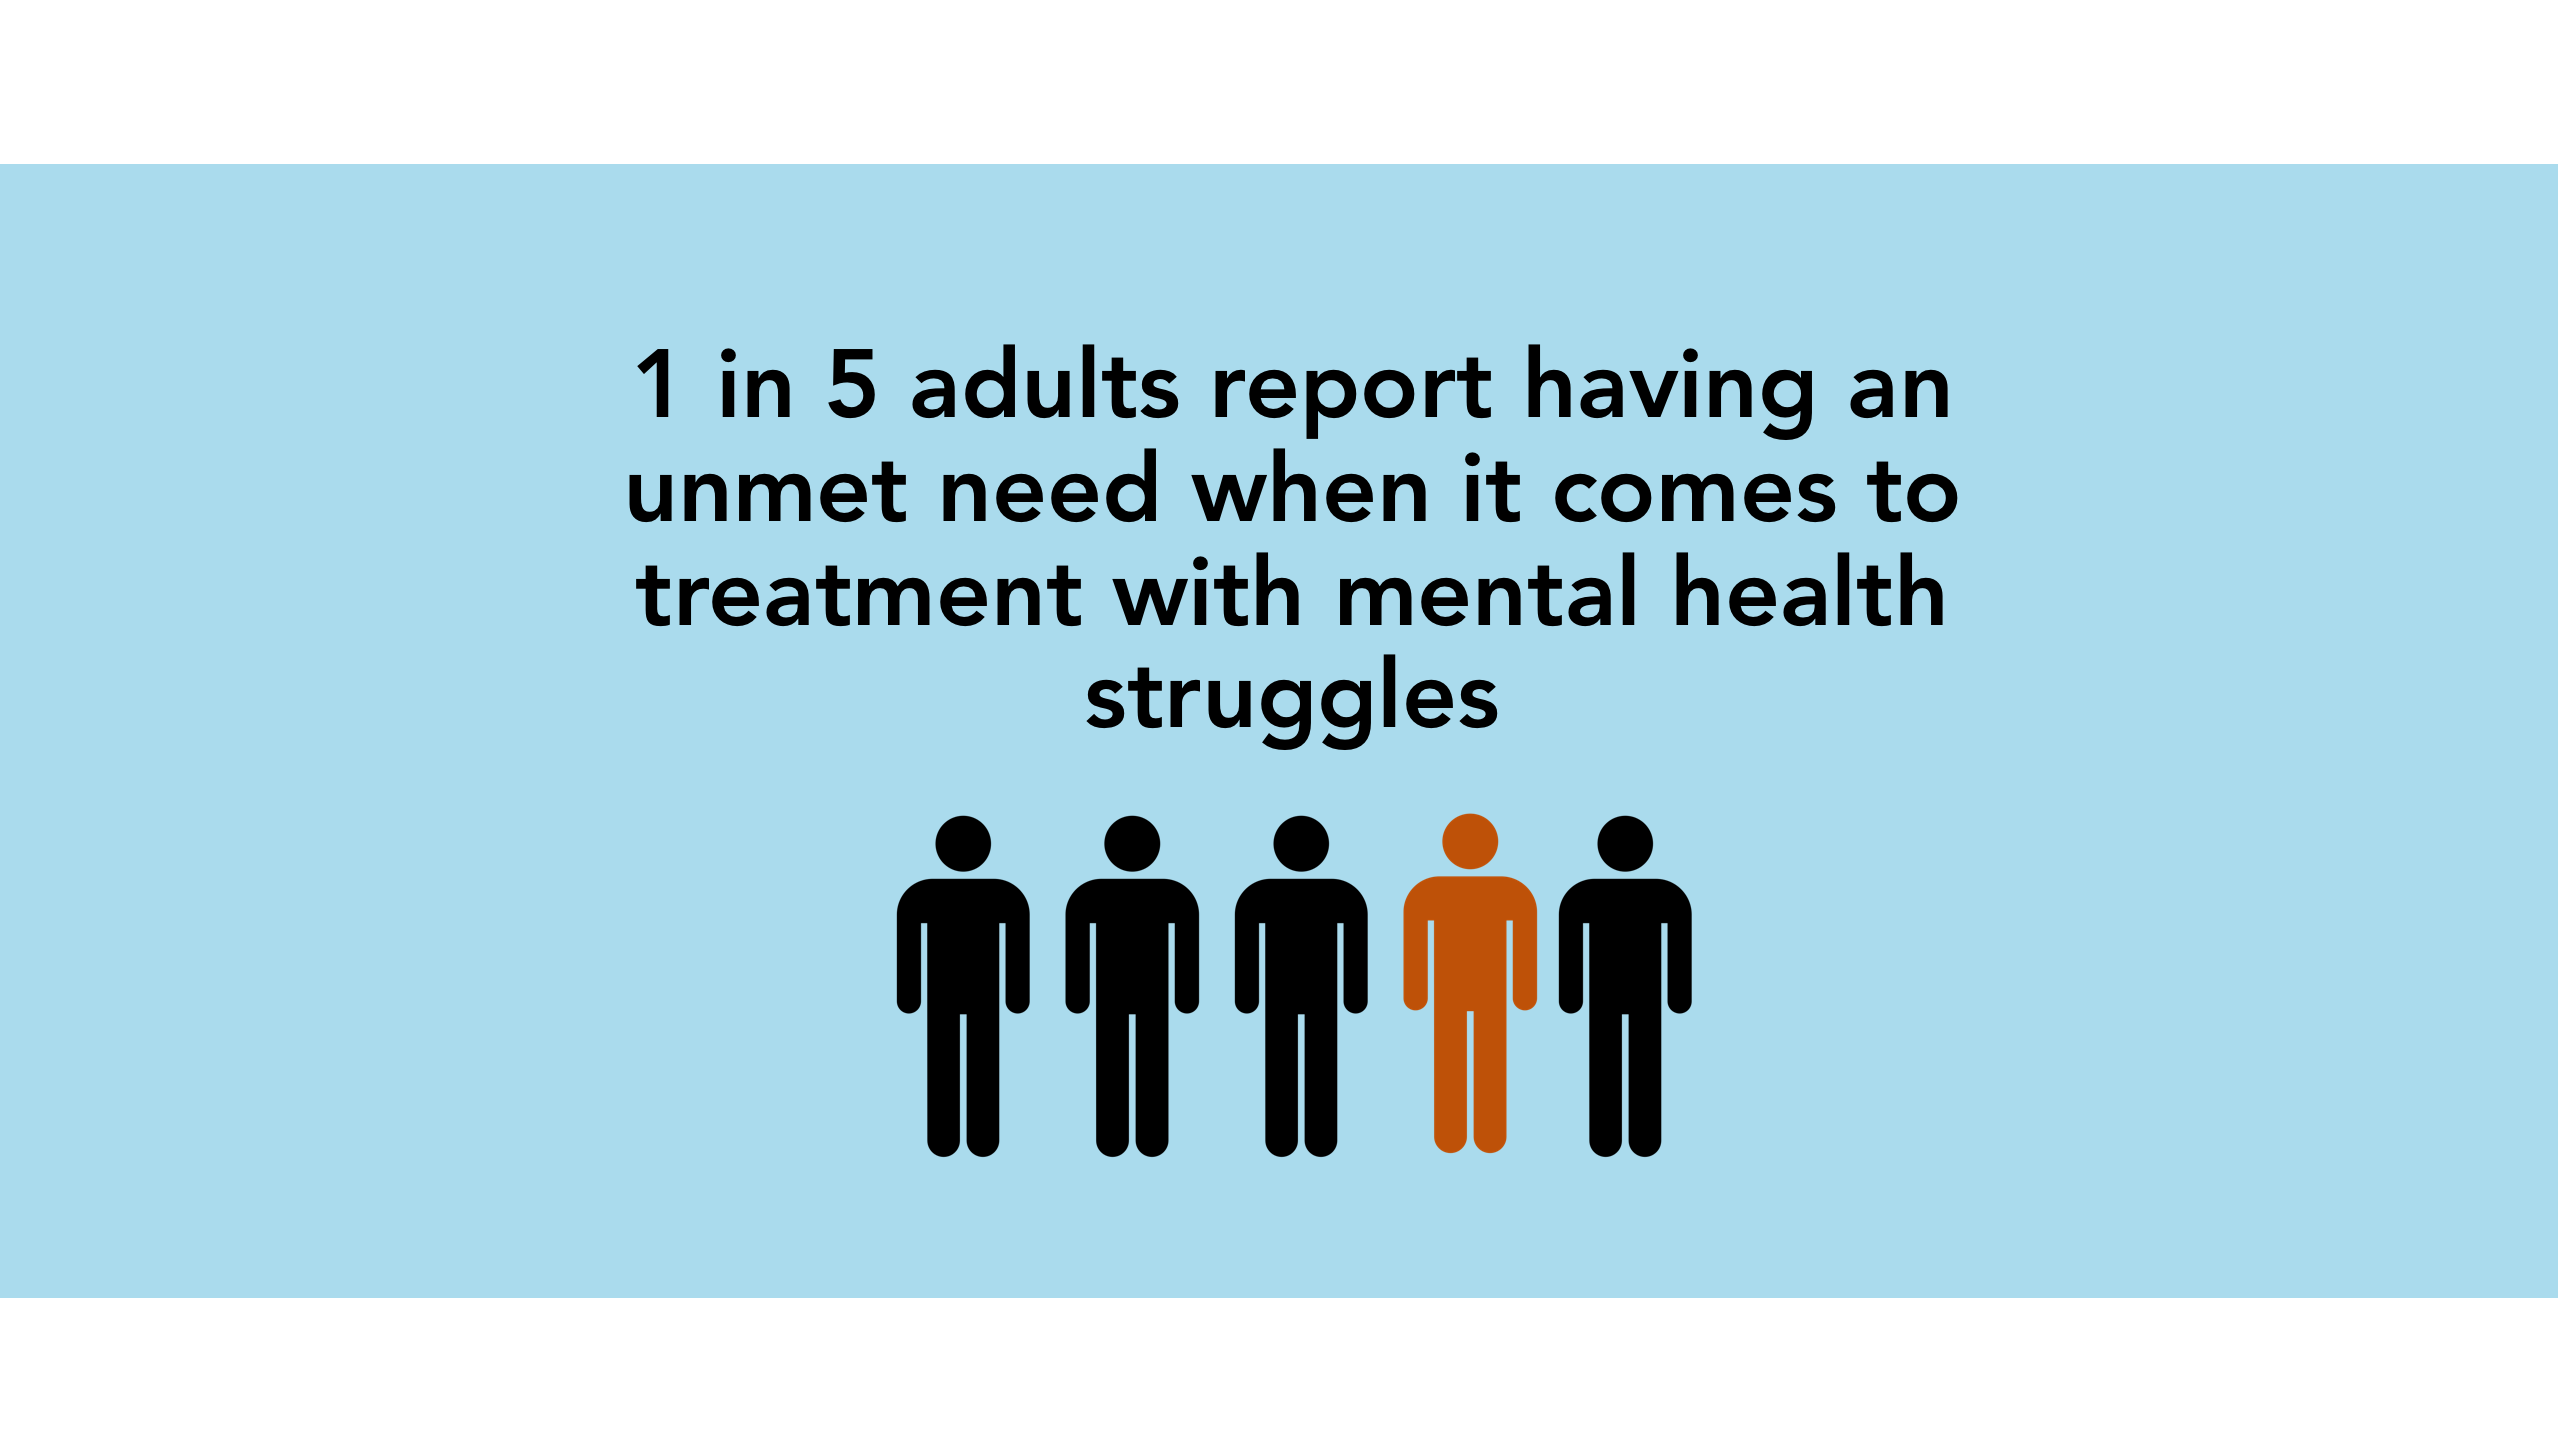 1 in 5 adults report having an
unmet need when it comes to
treatment with mental health
struggles